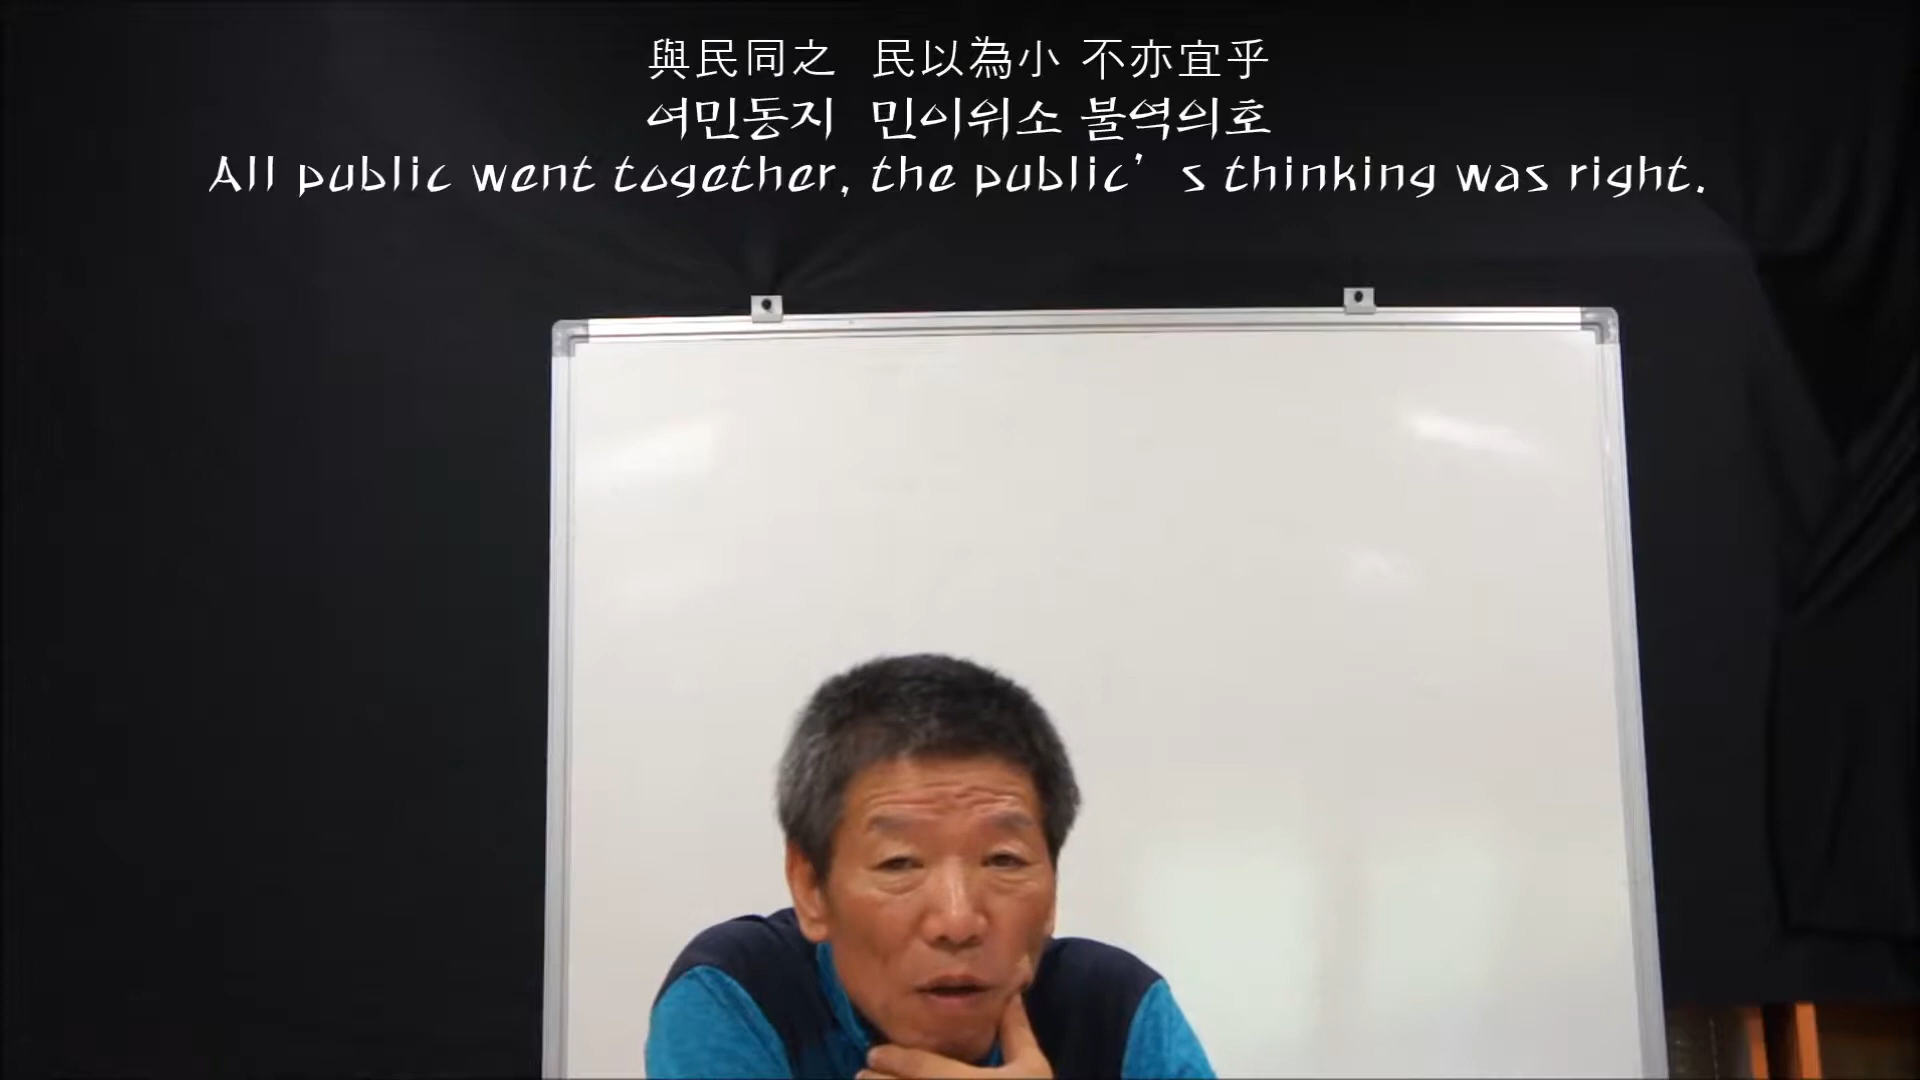 與民同之 民以為小 不亦宜乎
여민동지 민이위소 불역의호
All public went together, the public's thinking was right.